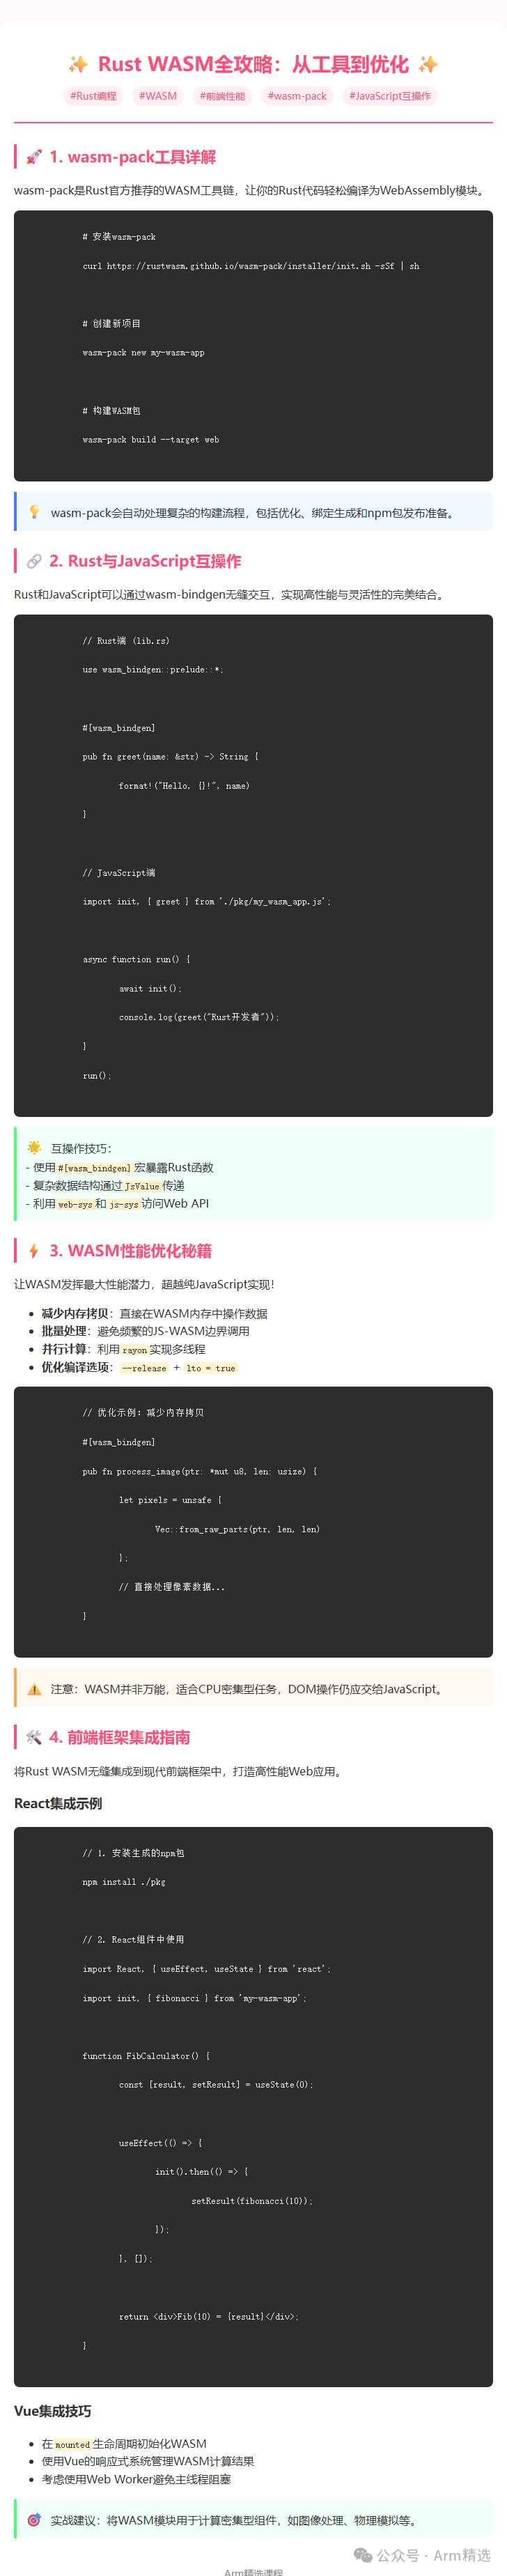 ✨ Rust WASM全攻略：从工具到优化 ✨
#Rust编程 #WASM #前端性能 #wasm-pack #JavaScript互操作
🚀 1. wasm-pack工具详解
wasm-pack是Rust官方推荐的WASM工具链，让你的Rust代码轻松编译为WebAssembly模块。
# 安装wasm-pack
curl https://rustwasm.github.io/wasm-pack/installer/init.sh -sSf | sh
# 创建新项目
wasm-pack new my-wasm-app
# 构建WASM包
wasm-pack build --target web
💡 wasm-pack会自动处理复杂的构建流程，包括优化、绑定生成和npm包发布准备。
🔗 2. Rust与JavaScript互操作
Rust和JavaScript可以通过wasm-bindgen无缝交互，实现高性能与灵活性的完美结合。
// Rust端 (lib.rs)
use wasm_bindgen::prelude::*;
#[wasm_bindgen]
pub fn greet(name: &str) -> String {
format!("Hello, {}!", name)
}
// JavaScript端
import init, { greet } from './pkg/my_wasm_app.js';
async function run() {
await init();
console.log(greet("Rust开发者"));
}
run();
🌟 互操作技巧：
- 使用 #[wasm_bindgen] 宏暴露Rust函数
- 复杂数据结构通过 JsValue 传递
- 利用 web-sys 和 js-sys 访问Web API
⚡ 3. WASM性能优化秘籍
让WASM发挥最大性能潜力，超越纯JavaScript实现！
• 减少内存拷贝：直接在WASM内存中操作数据
• 批量处理：避免频繁的JS-WASM边界调用
• 并行计算：利用 rayon 实现多线程
• 优化编译选项：--release + lto = true
// 优化示例：减少内存拷贝
#[wasm_bindgen]
pub fn process_image(ptr: *mut u8, len: usize) {
let pixels = unsafe {
Vec::from_raw_parts(ptr, len, len)
};
// 直接处理像素数据...
}
⚠️ 注意：WASM并非万能，适合CPU密集型任务，DOM操作仍应交给JavaScript。
🛠️ 4. 前端框架集成指南
将Rust WASM无缝集成到现代前端框架中，打造高性能Web应用。
React集成示例
// 1. 安装生成的npm包
npm install ./pkg
// 2. React组件中使用
import React, { useEffect, useState } from 'react';
import init, { fibonacci } from 'my-wasm-app';
function FibCalculator() {
const [result, setResult] = useState(0);
useEffect(() => {
init().then(() => {
setResult(fibonacci(10));
});
}, []);
return <div>Fib(10) = {result}</div>;
}
Vue集成技巧
• 在 mounted 生命周期初始化WASM
• 使用Vue的响应式系统管理WASM计算结果
• 考虑使用Web Worker避免主线程阻塞
🎯 实战建议：将WASM模块用于计算密集型组件，如图像处理、物理模拟等。
公众号 · Arm精选
Arm精选课程